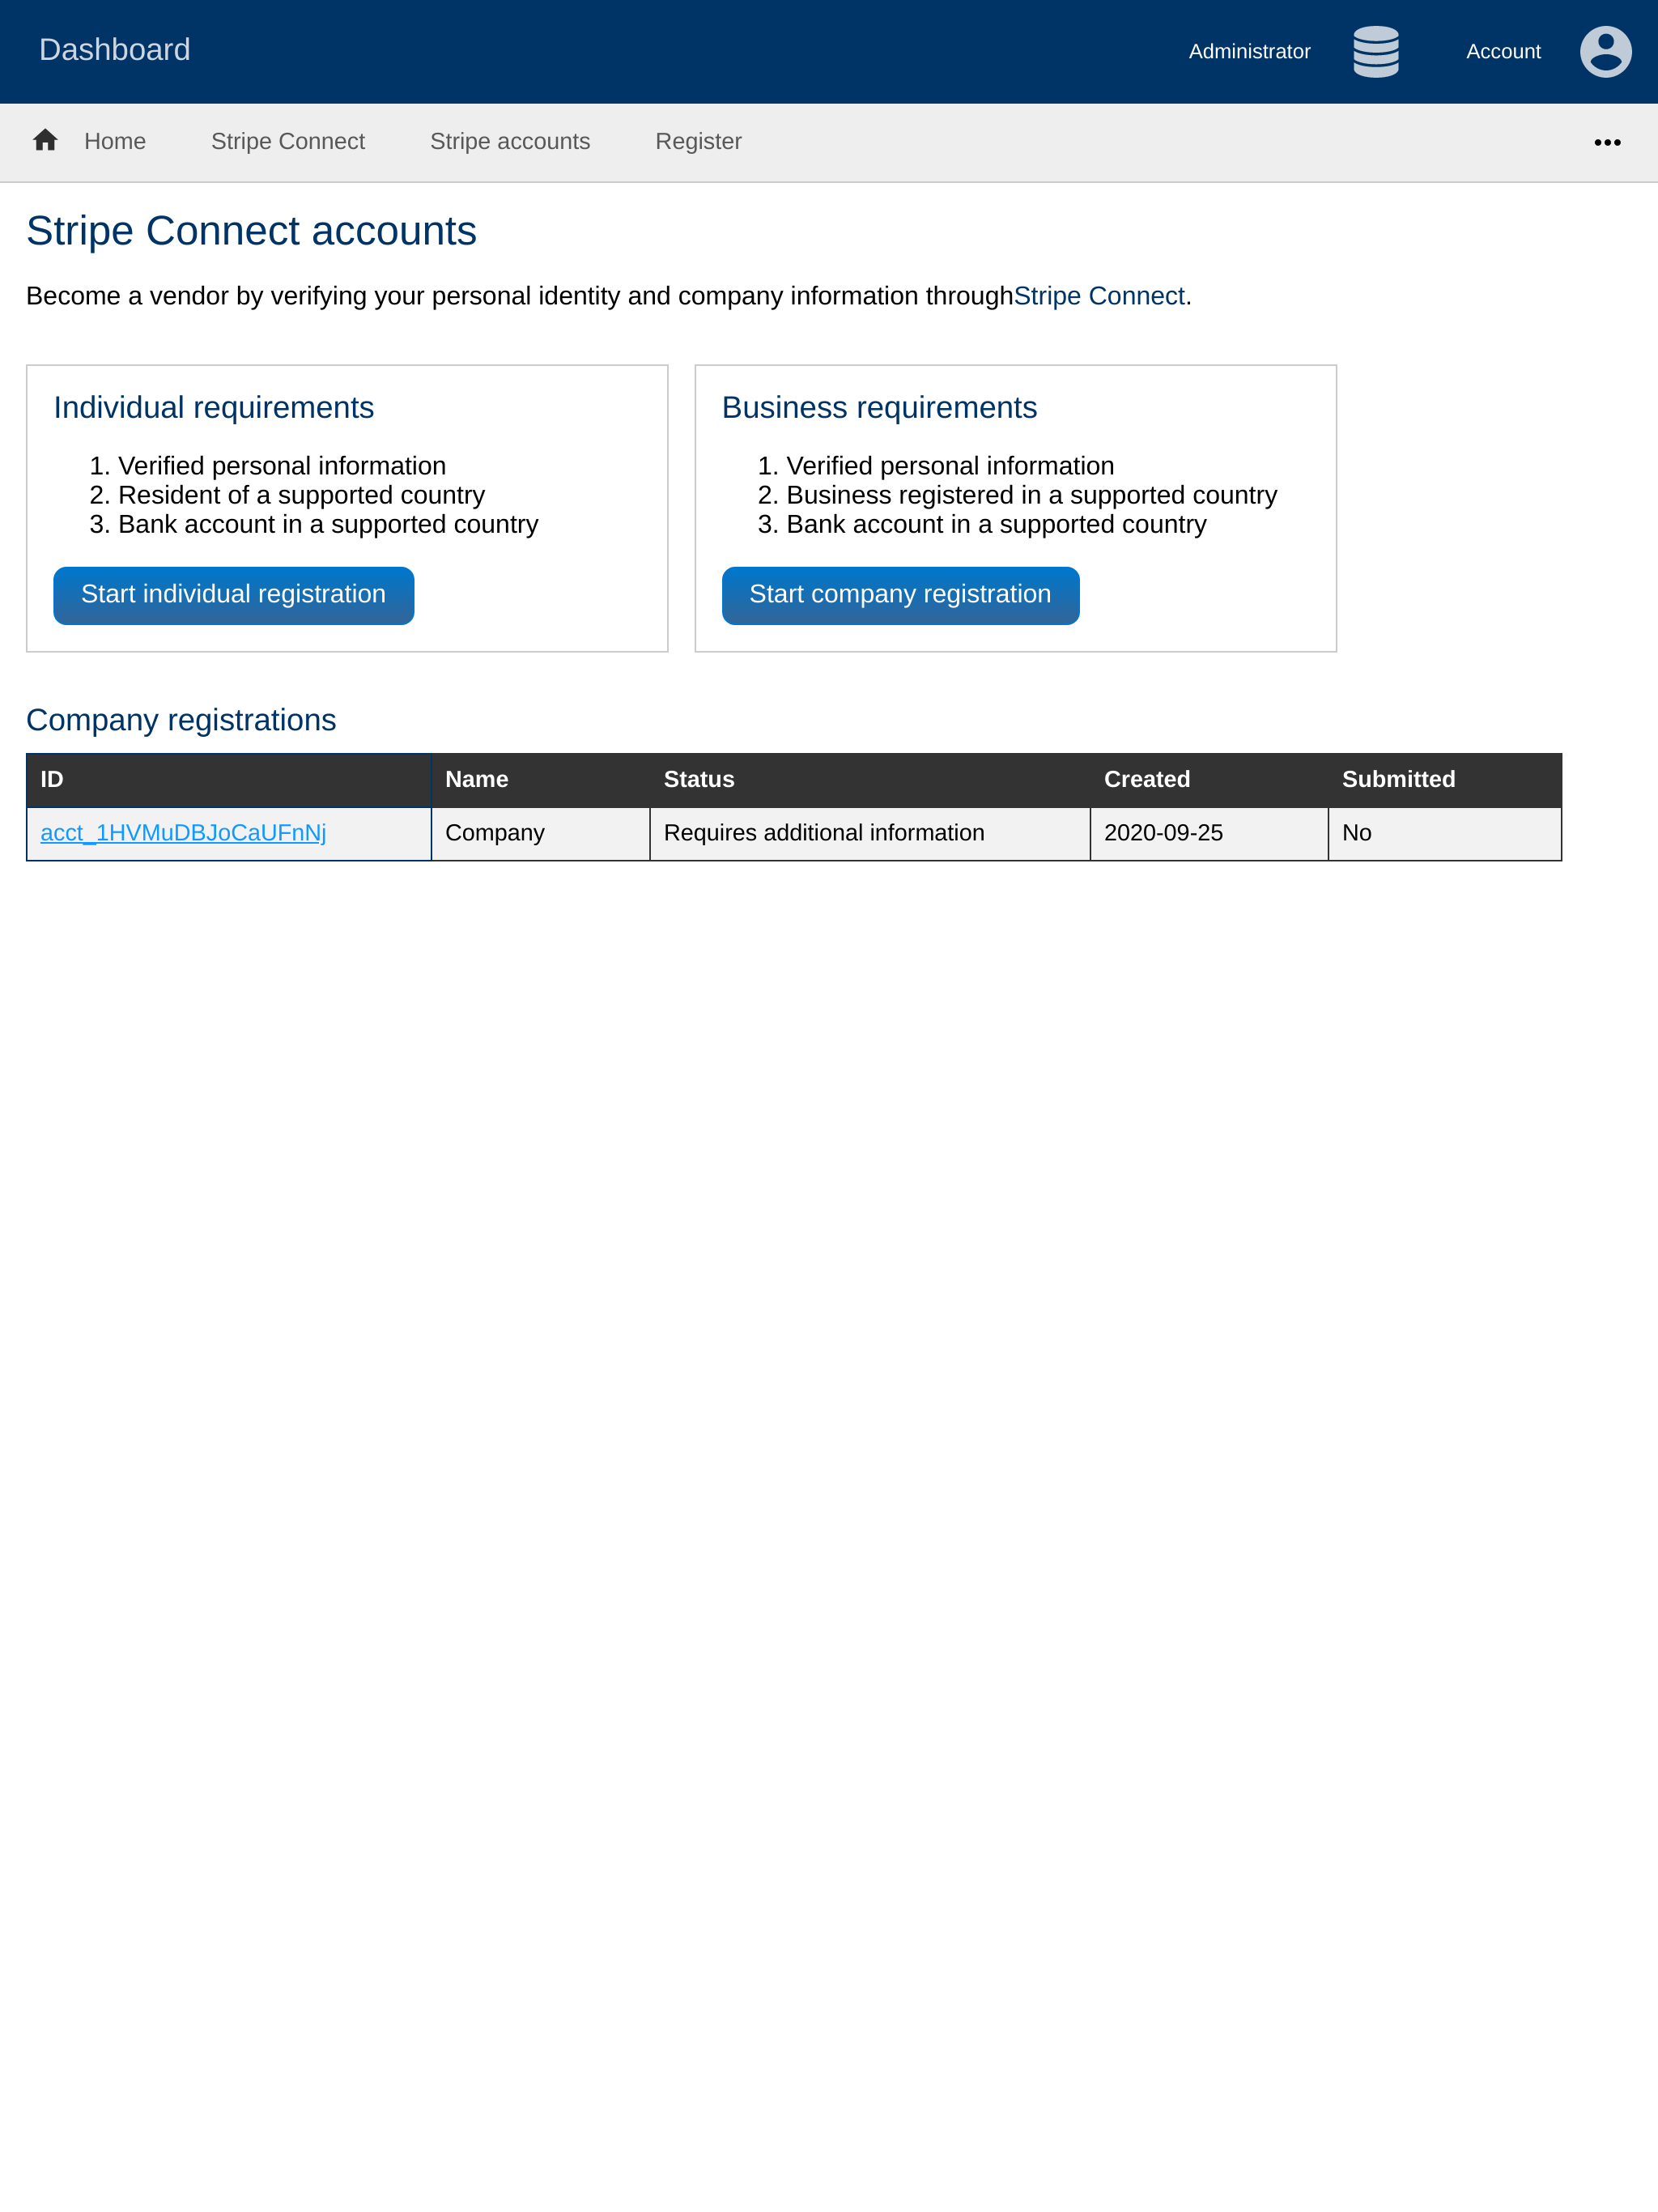 Dashboard
Administrator
Account
Home
Stripe Connect
Stripe accounts
Register
Stripe Connect accounts
Become a vendor by verifying your personal identity and company information throughStripe Connect.
Individual requirements
1. Verified personal information
2. Resident of a supported country
3. Bank account in a supported country
Start individual registration
Business requirements
1. Verified personal information
2. Business registered in a supported country
3. Bank account in a supported country
Start company registration
Company registrations
ID Name Status Created Submitted
acct_1HVMuDBJoCaUFnNj Company Requires additional information 2020-09-25 No